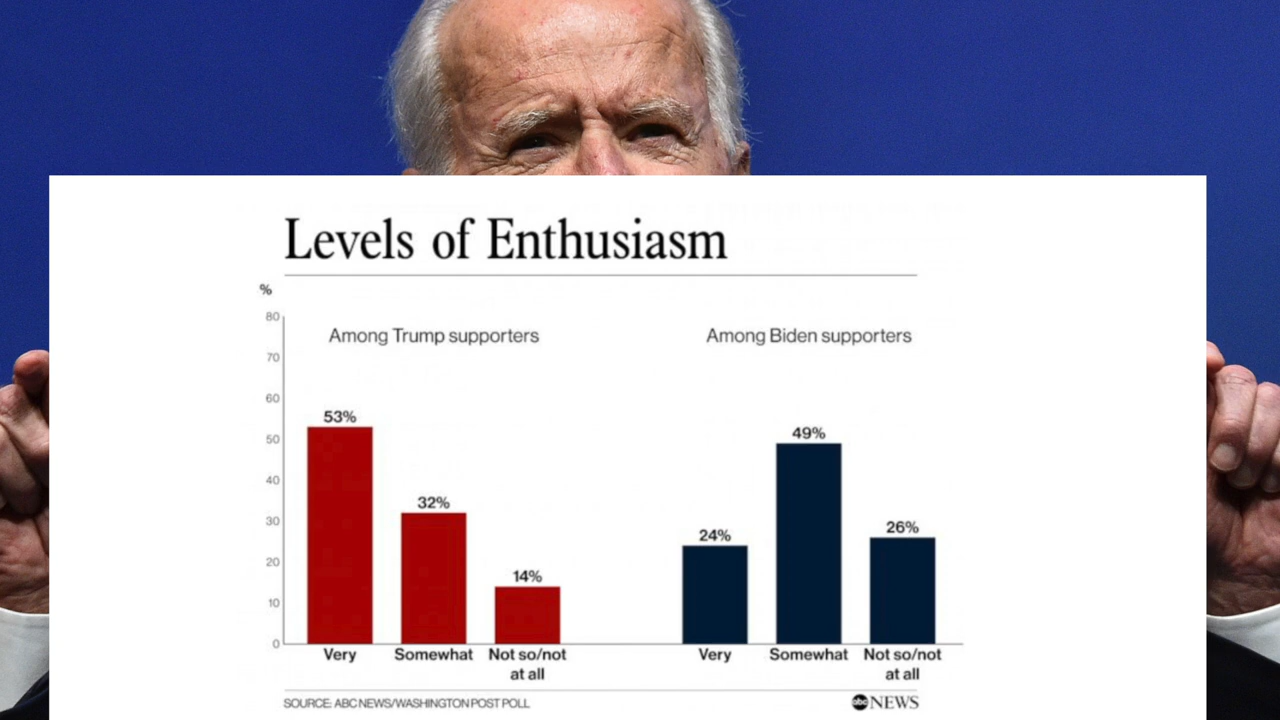 Levels of Enthusiasm
%
80
70
60
50
40
30
20
10
0
Among Trump supporters
53%
32%
14%
Very
Somewhat
Not so/not
at all
Among Biden supporters
24%
49%
26%
Very
Somewhat
Not so/not
at all
SOURCE: ABC NEWS/WASHINGTON POST POLL
abc NEWS